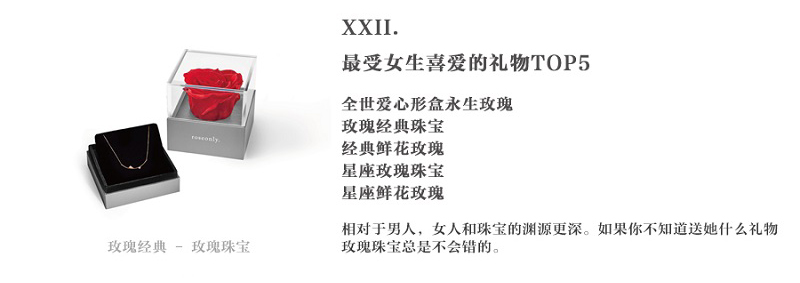 XXII.
最受女生喜爱的礼物TOP5
全世爱心形盒永生玫瑰
玫瑰经典珠宝
经典鲜花玫瑰
星座玫瑰珠宝
星座鲜花玫瑰
相对于男人，女人和珠宝的渊源更深。如果你不知道送她什么礼物
玫瑰珠宝总是不会错的。
roseonly.
玫瑰经典 - 玫瑰珠宝